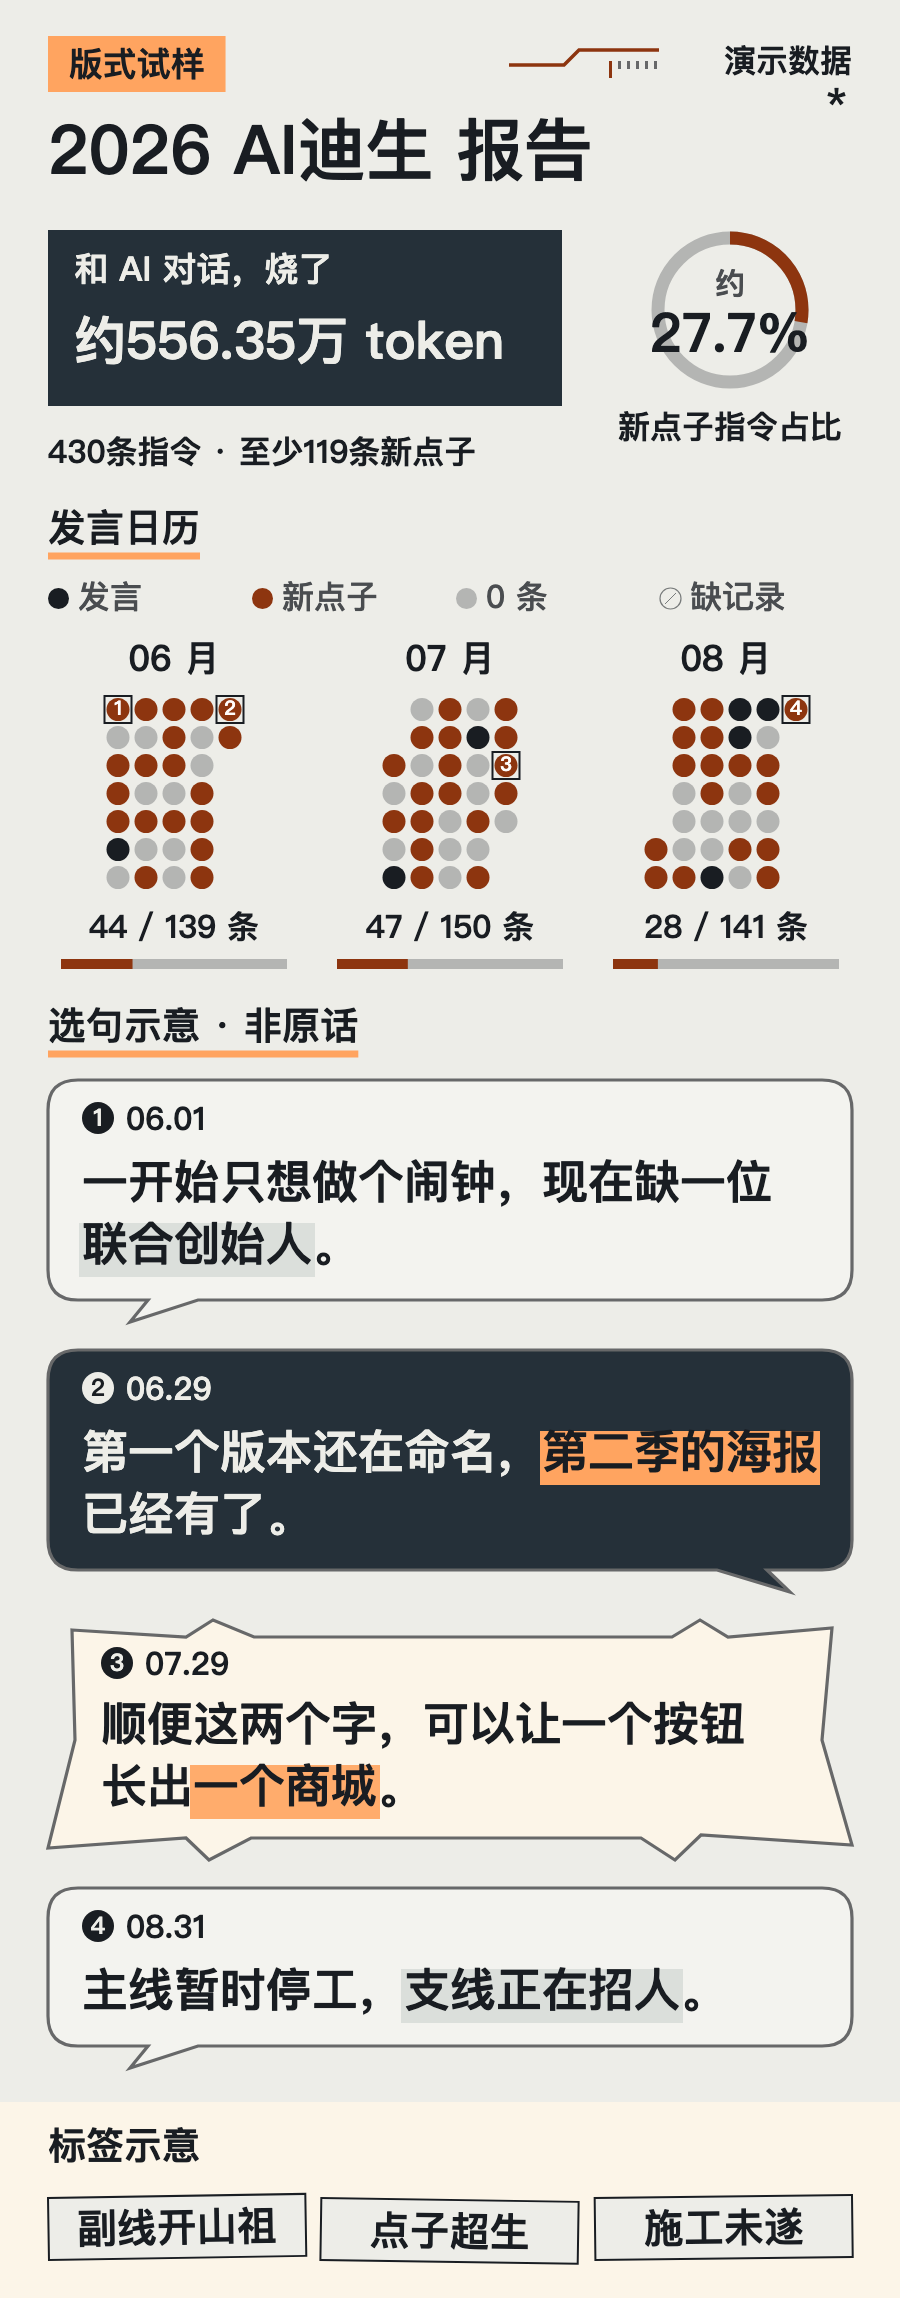 版式试样
演示数据
*
2026 AI迪生 报告
和 AI 对话，烧了
约556.35万 token
约
27.7%
新点子指令占比
430条指令 · 至少119条新点子
发言日历
发言 新点子 0 条 缺记录
06 月 07 月 08 月
1 2 4
3
44 / 139 条 47 / 150 条 28 / 141 条
选句示意 · 非原话
1 06.01
一开始只想做个闹钟，现在缺一位
联合创始人。
2 06.29
第一个版本还在命名，第二季的海报
已经有了。
3 07.29
顺便这两个字，可以让一个按钮
长出一个商城。
4 08.31
主线暂时停工，支线正在招人。
标签示意
副线开山祖 点子超生 施工未遂